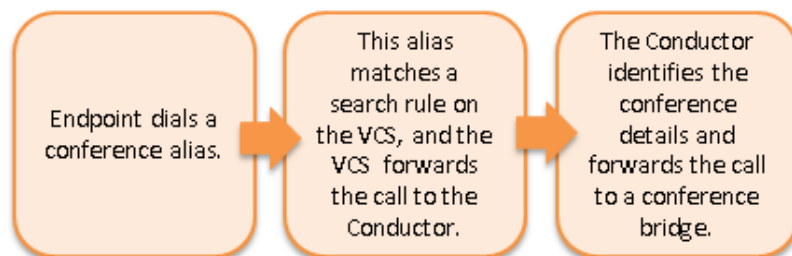 Endpoint dials a
conference alias.
This alias
matches a
search rule on
the VCS, and the
VCS forwards
the call to the
Conductor.
The Conductor
identifies the
conference
details and
forwards the call
to a conference
bridge.